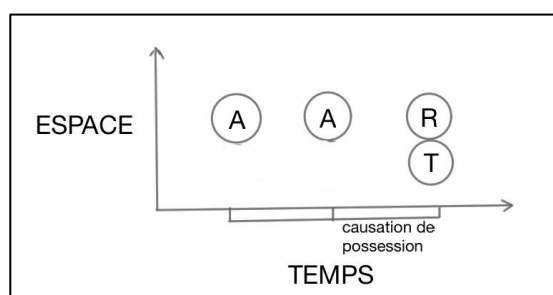 ESPACE
A A R
T
causation de
possession
TEMPS